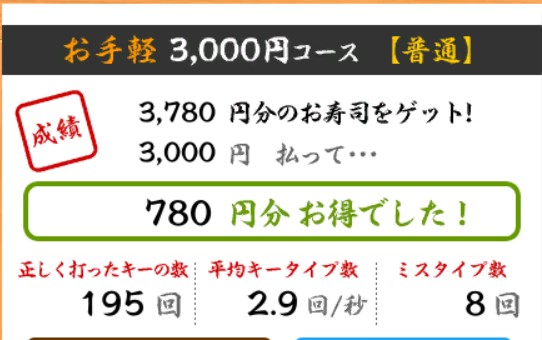 お手軽 3,000円コース 【普通】
成績
3,780 円分のお寿司をゲット!
3,000 円 払って･･･
780 円分 お得でした!
正しく打ったキーの数 平均キータイプ数 ミスタイプ数
195 回 2.9 回/秒 8 回